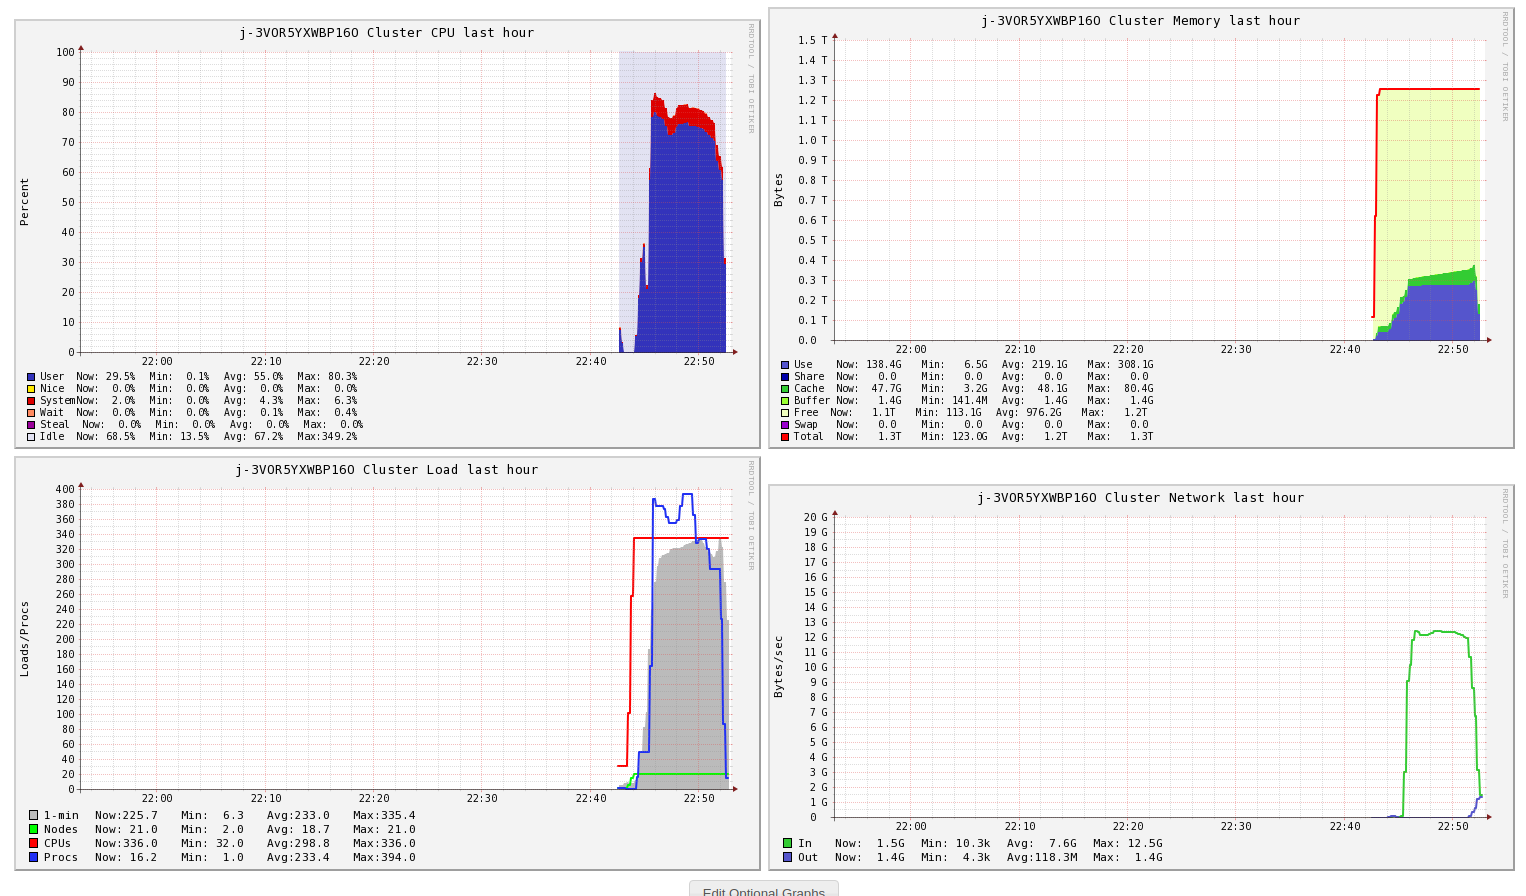 j-3VOR5YXWBP16O Cluster CPU last hour
RRDTOOL / TOBI OETIKER
Percent
100
90
80
70
60
50
40
30
20
10
0
22:00 22:10 22:20 22:30 22:40 22:50
User Now: 29.5% Min: 0.1% Avg: 55.0% Max: 80.3%
Nice Now: 0.0% Min: 0.0% Avg: 0.0% Max: 0.0%
System Now: 2.0% Min: 0.0% Avg: 4.3% Max: 6.3%
Wait Now: 0.0% Min: 0.0% Avg: 0.1% Max: 0.4%
Steal Now: 0.0% Min: 0.0% Avg: 0.0% Max: 0.0%
Idle Now: 68.5% Min: 13.5% Avg: 67.2% Max:349.2%
j-3VOR5YXWBP16O Cluster Memory last hour
RRDTOOL / TOBI OETIKER
Bytes
1.5 T
1.4 T
1.3 T
1.2 T
1.1 T
1.0 T
0.9 T
0.8 T
0.7 T
0.6 T
0.5 T
0.4 T
0.3 T
0.2 T
0.1 T
0.0
22:00 22:10 22:20 22:30 22:40 22:50
Use Now: 138.4G Min: 6.5G Avg: 219.1G Max: 308.1G
Share Now: 0.0 Min: 0.0 Avg: 0.0 Max: 0.0
Cache Now: 47.7G Min: 3.2G Avg: 48.1G Max: 80.4G
Buffer Now: 1.4G Min: 141.4M Avg: 1.4G Max: 1.4G
Free Now: 1.1T Min: 113.1G Avg: 976.2G Max: 1.2T
Swap Now: 0.0 Min: 0.0 Avg: 0.0 Max: 0.0
Total Now: 1.3T Min: 123.0G Avg: 1.2T Max: 1.3T
j-3VOR5YXWBP16O Cluster Load last hour
RRDTOOL / TOBI OETIKER
Loads/Procs
400
380
360
340
320
300
280
260
240
220
200
180
160
140
120
100
80
60
40
20
0
22:00 22:10 22:20 22:30 22:40 22:50
1-min Now:225.7 Min: 6.3 Avg:233.0 Max:335.4
Nodes Now: 21.0 Min: 2.0 Avg: 18.7 Max: 21.0
CPUs Now:336.0 Min: 32.0 Avg:298.8 Max:336.0
Procs Now: 16.2 Min: 1.0 Avg:233.4 Max:394.0
j-3VOR5YXWBP16O Cluster Network last hour
RRDTOOL / TOBI OETIKER
Bytes/sec
20 G
19 G
18 G
17 G
16 G
15 G
14 G
13 G
12 G
11 G
10 G
9 G
8 G
7 G
6 G
5 G
4 G
3 G
2 G
1 G
0
22:00 22:10 22:20 22:30 22:40 22:50
In Now: 1.5G Min: 10.3k Avg: 7.6G Max: 12.5G
Out Now: 1.4G Min: 4.3k Avg:118.3M Max: 1.4G
Edit Optional Graphs